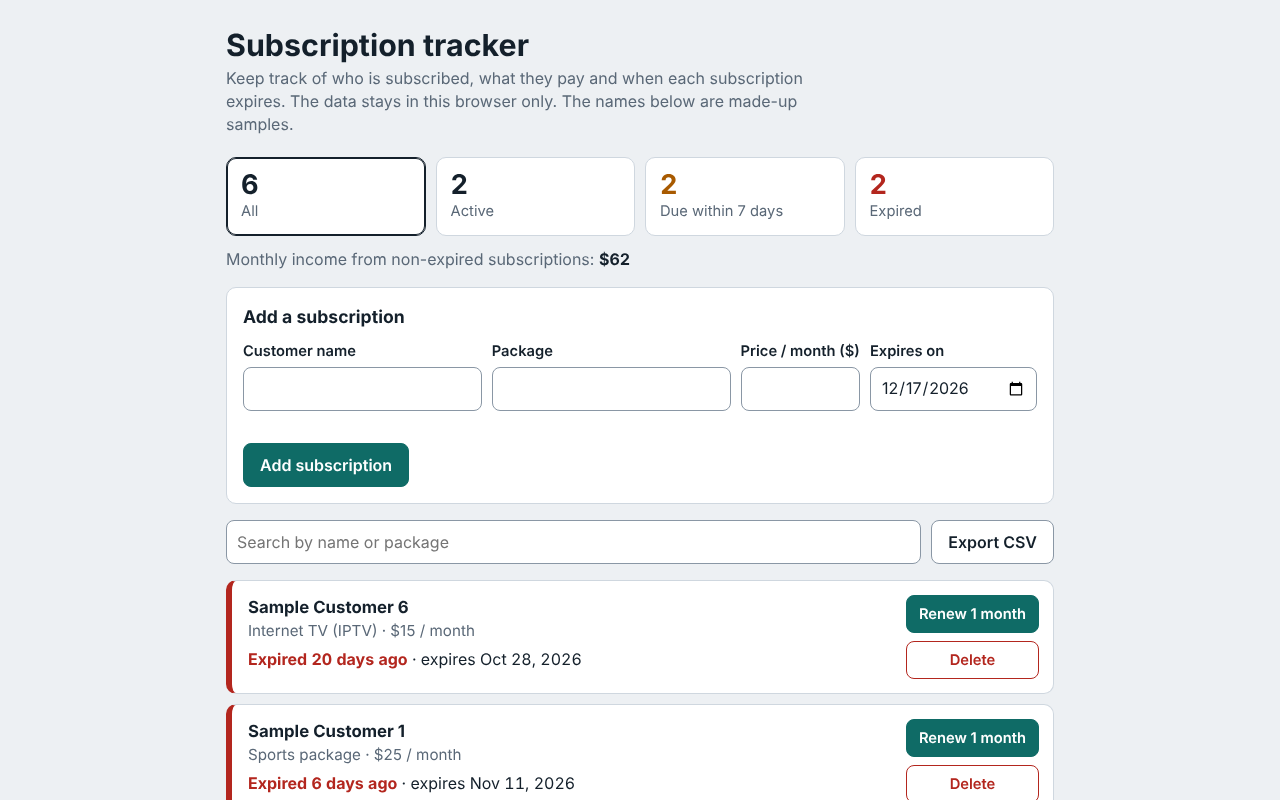 Subscription tracker
Keep track of who is subscribed, what they pay and when each subscription
expires. The data stays in this browser only. The names below are made-up
samples.
6
All
2
Active
2
Due within 7 days
2
Expired
Monthly income from non-expired subscriptions: $62
Add a subscription
Customer name
Package
Price / month ($)
Expires on
12/17/2026
Add subscription
Search by name or package
Export CSV
Sample Customer 6
Internet TV (IPTV) · $15 / month
Expired 20 days ago · expires Oct 28, 2026
Renew 1 month
Delete
Sample Customer 1
Sports package · $25 / month
Expired 6 days ago · expires Nov 11, 2026
Renew 1 month
Delete